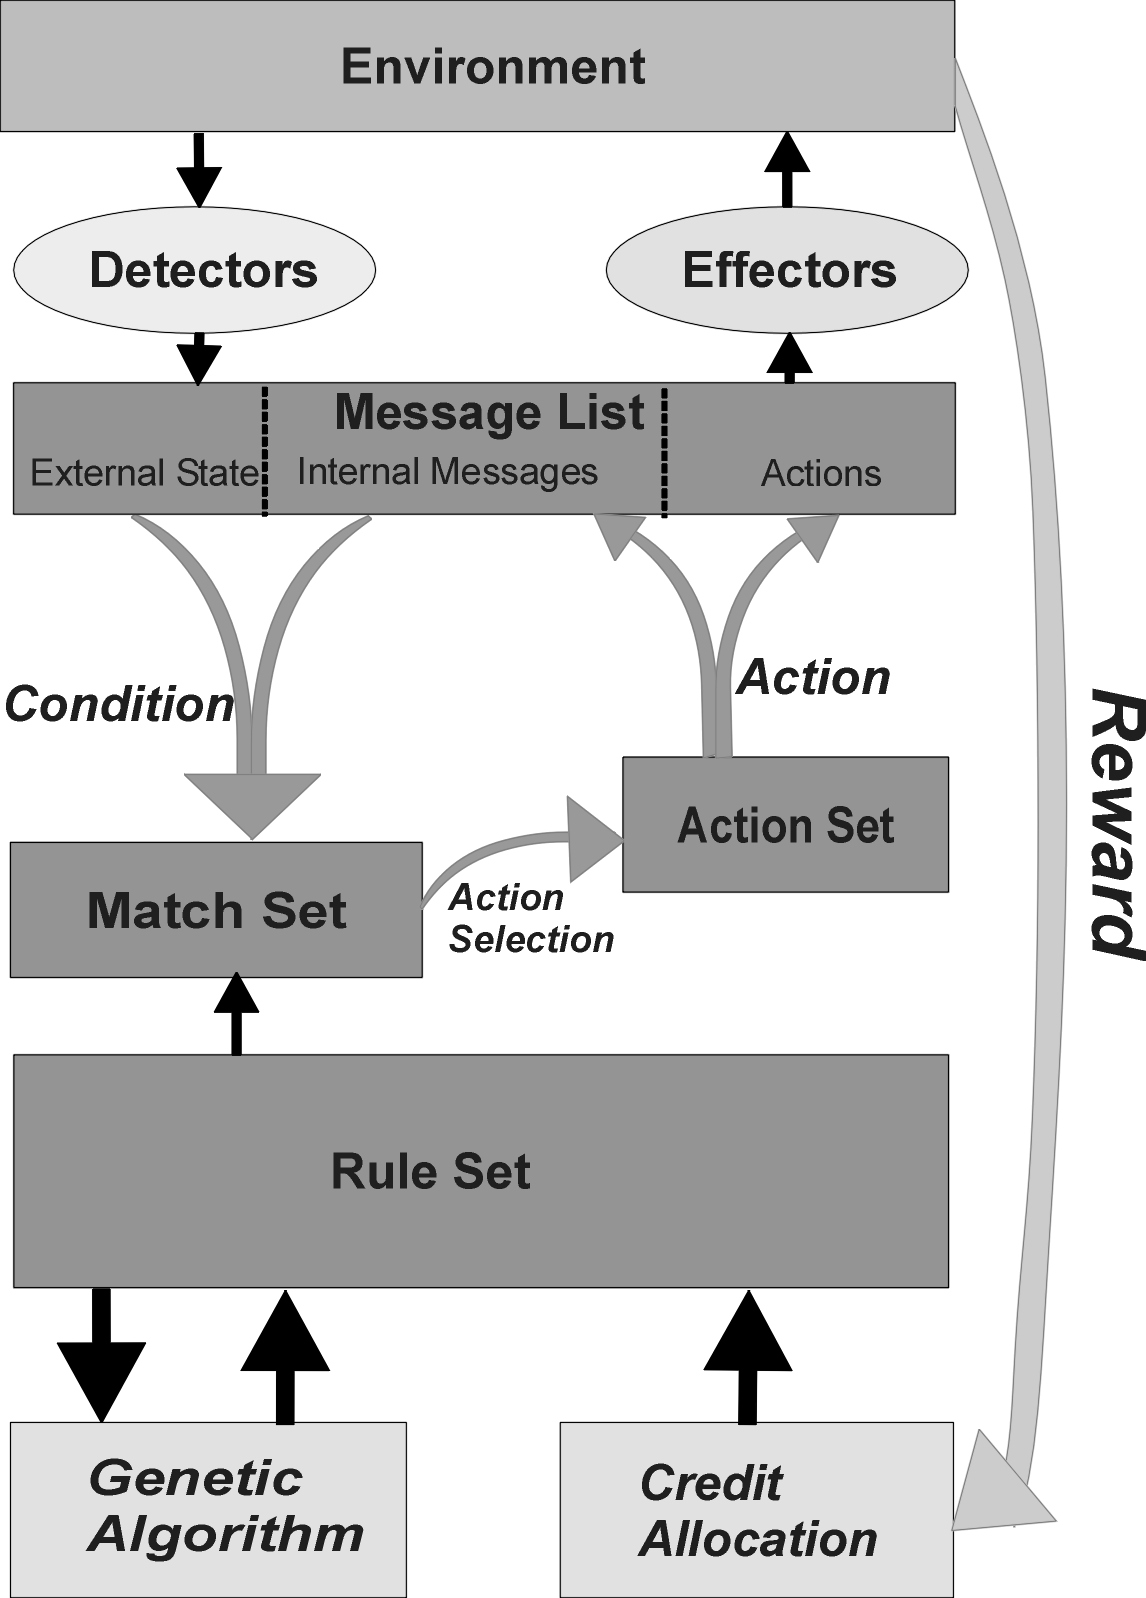 Environment
Detectors
Effectors
Message List
External State
Internal Messages
Actions
Condition
Action
Reward
Action Set
Match Set
Action
Selection
Rule Set
Genetic
Algorithm
Credit
Allocation